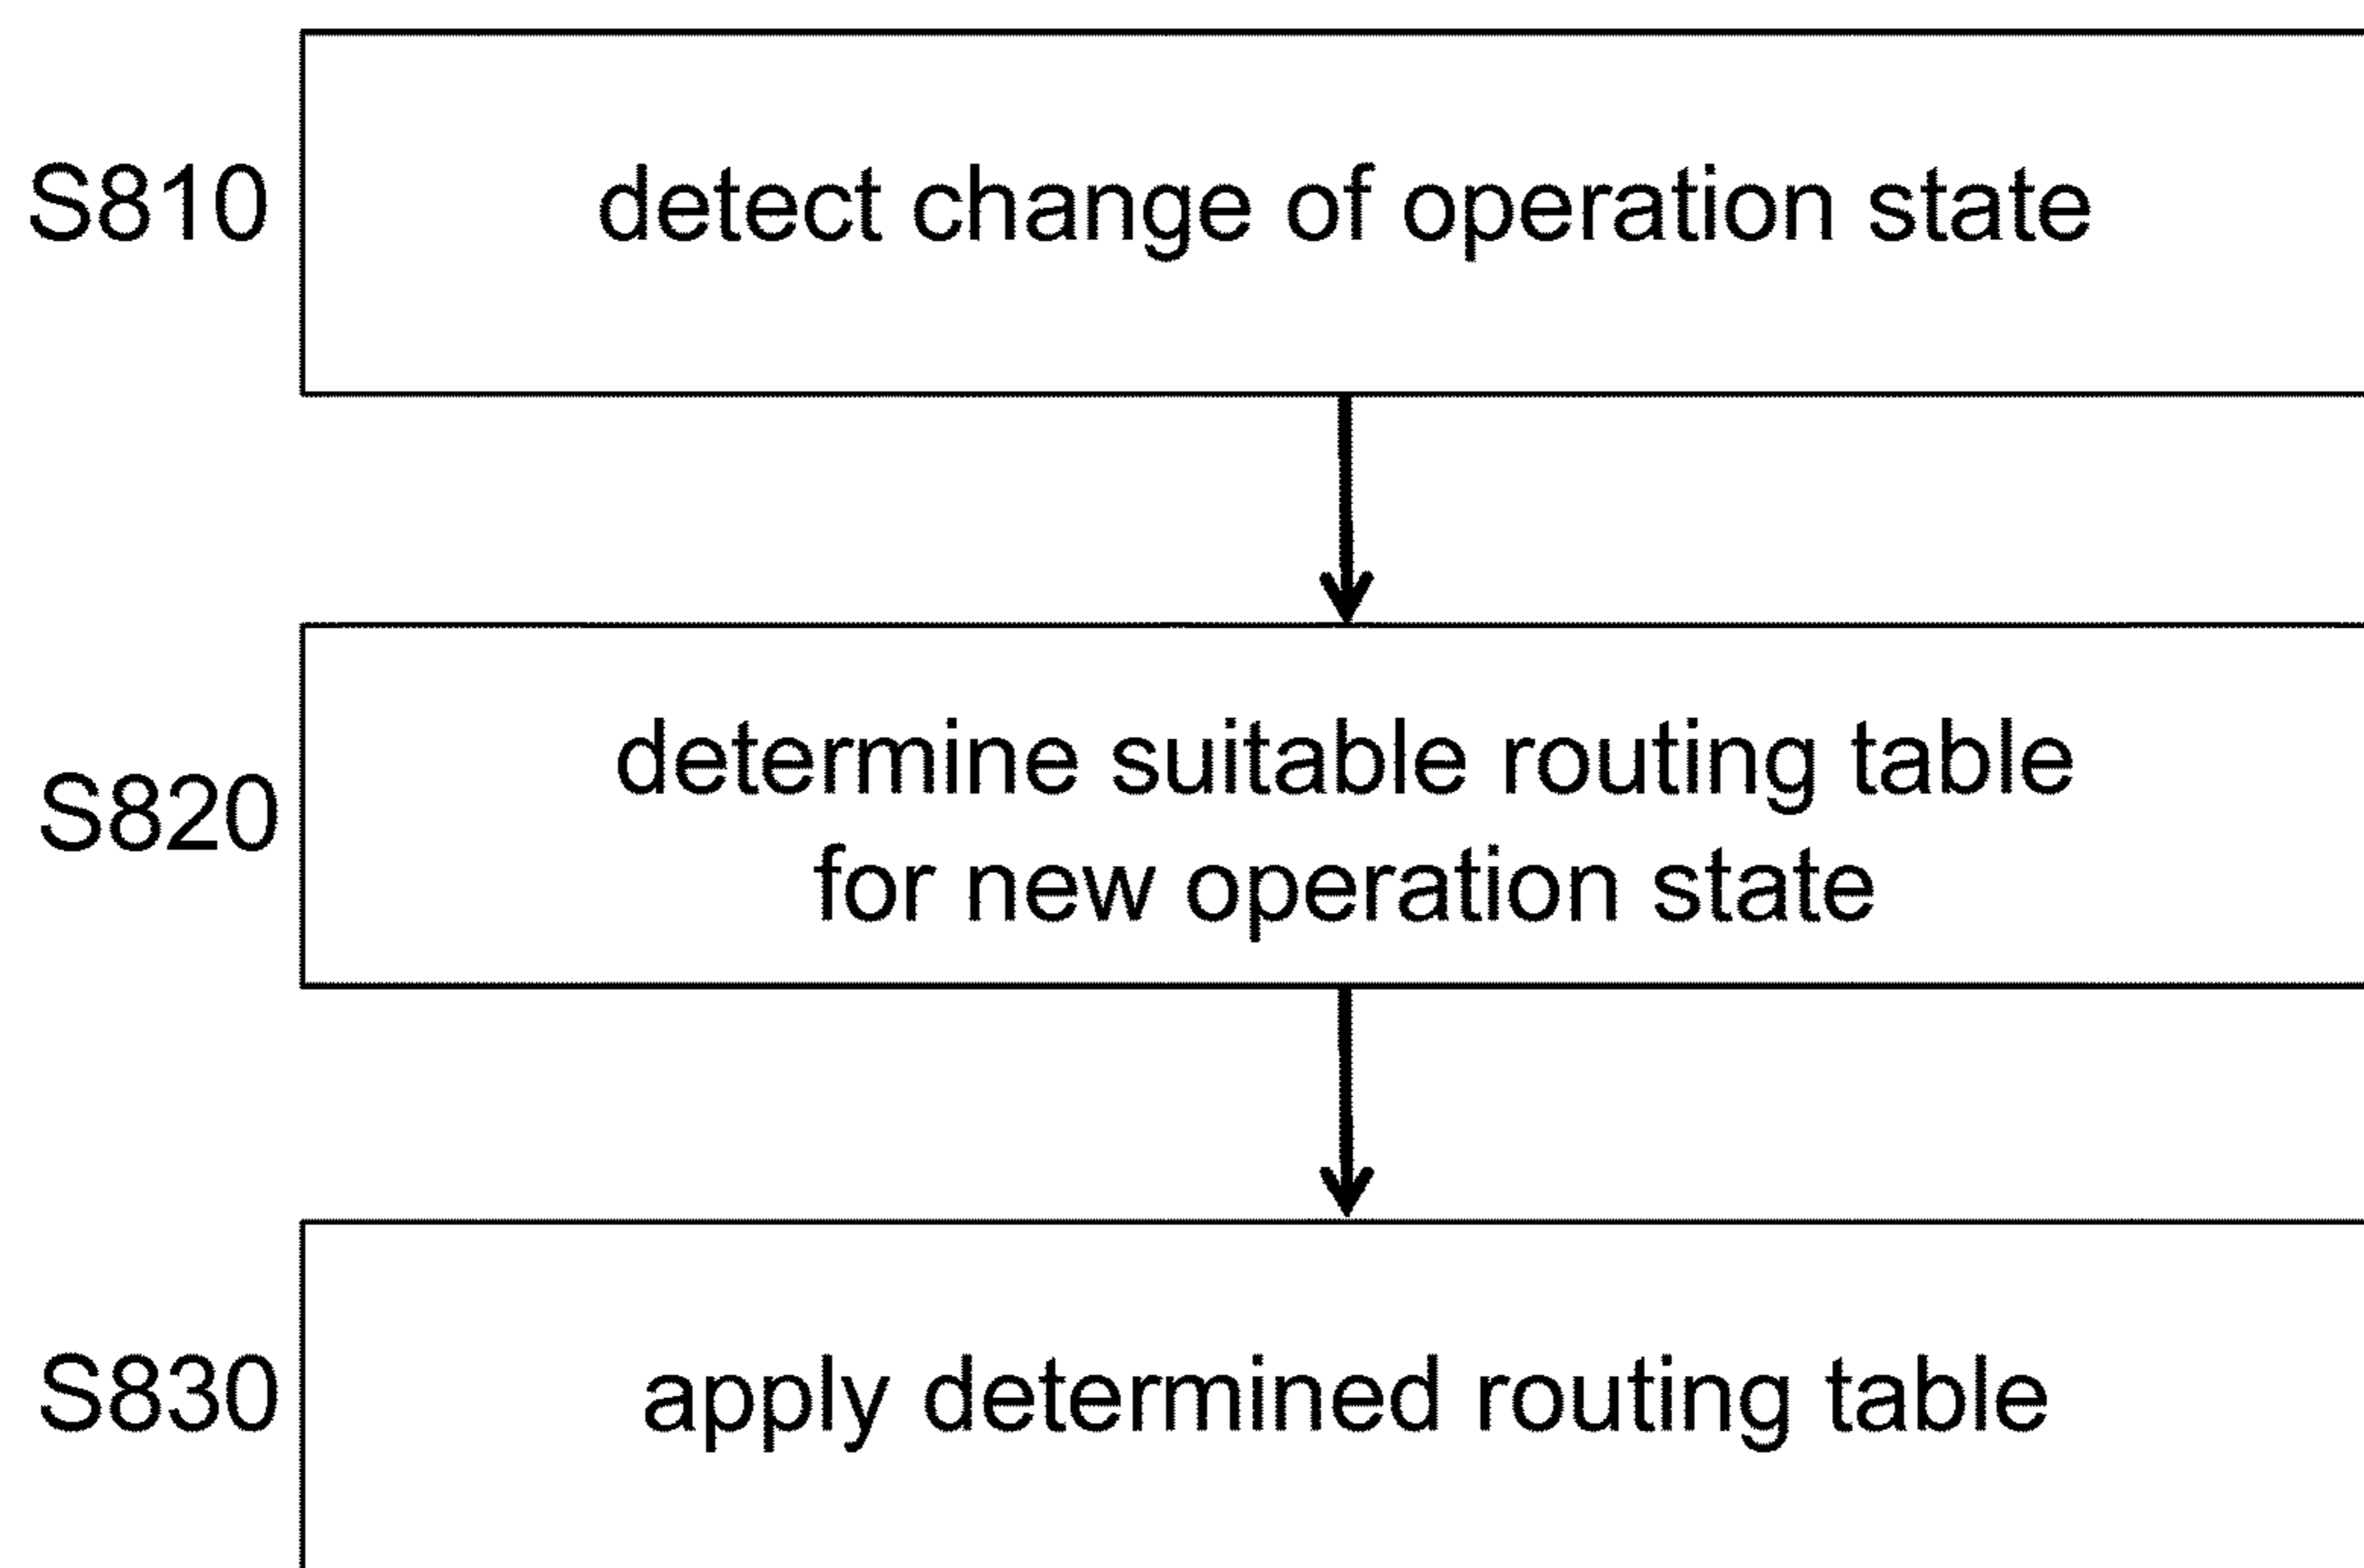 S810
detect change of operation state
S820
determine suitable routing table
for new operation state
S830
apply determined routing table